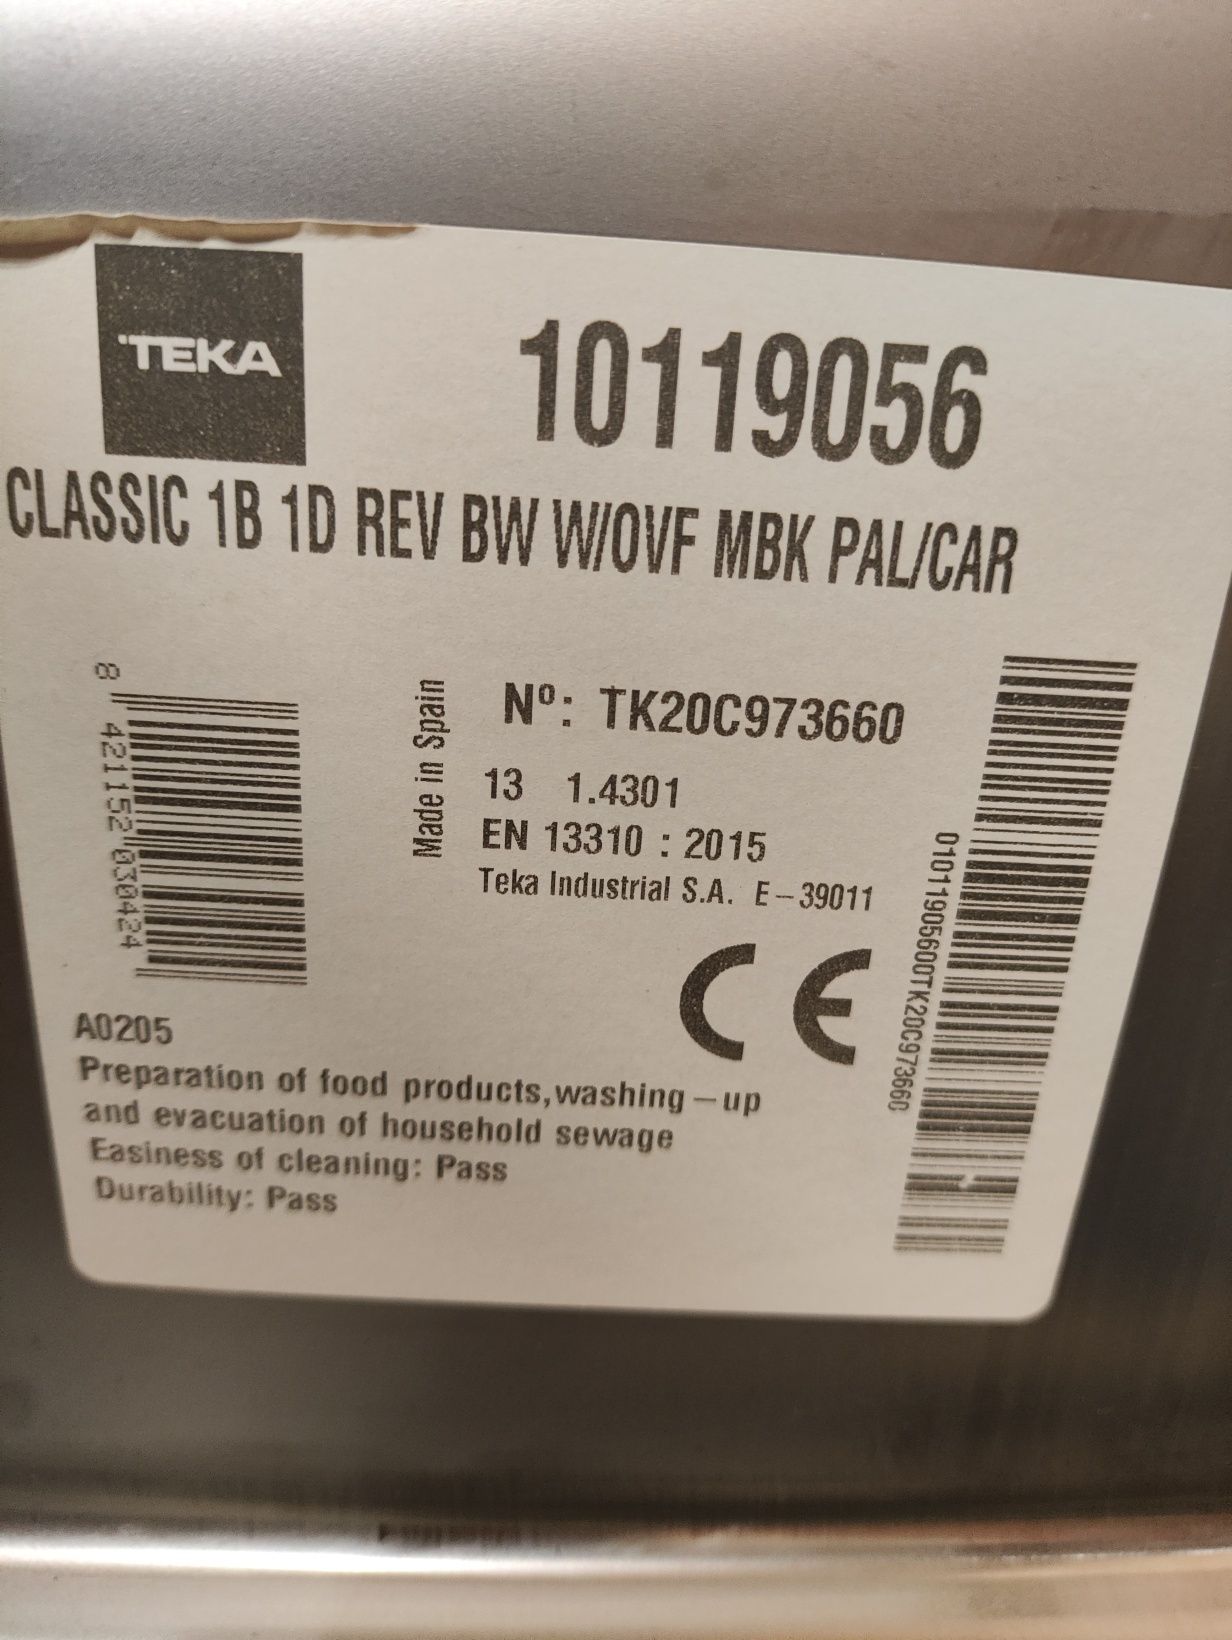 TEKA
10119056
CLASSIC 1B 1D REV BW W/OVF MBK PAL/CAR
8 421152 030424
Made in Spain
Nº: TK20C973660
13 1.4301
EN 13310 : 2015
Teka Industrial S.A. E-39011
CE
01011905600TK20C973660
A0205
Preparation of food products,washing-up
and evacuation of household sewage
Easiness of cleaning: Pass
Durability: Pass